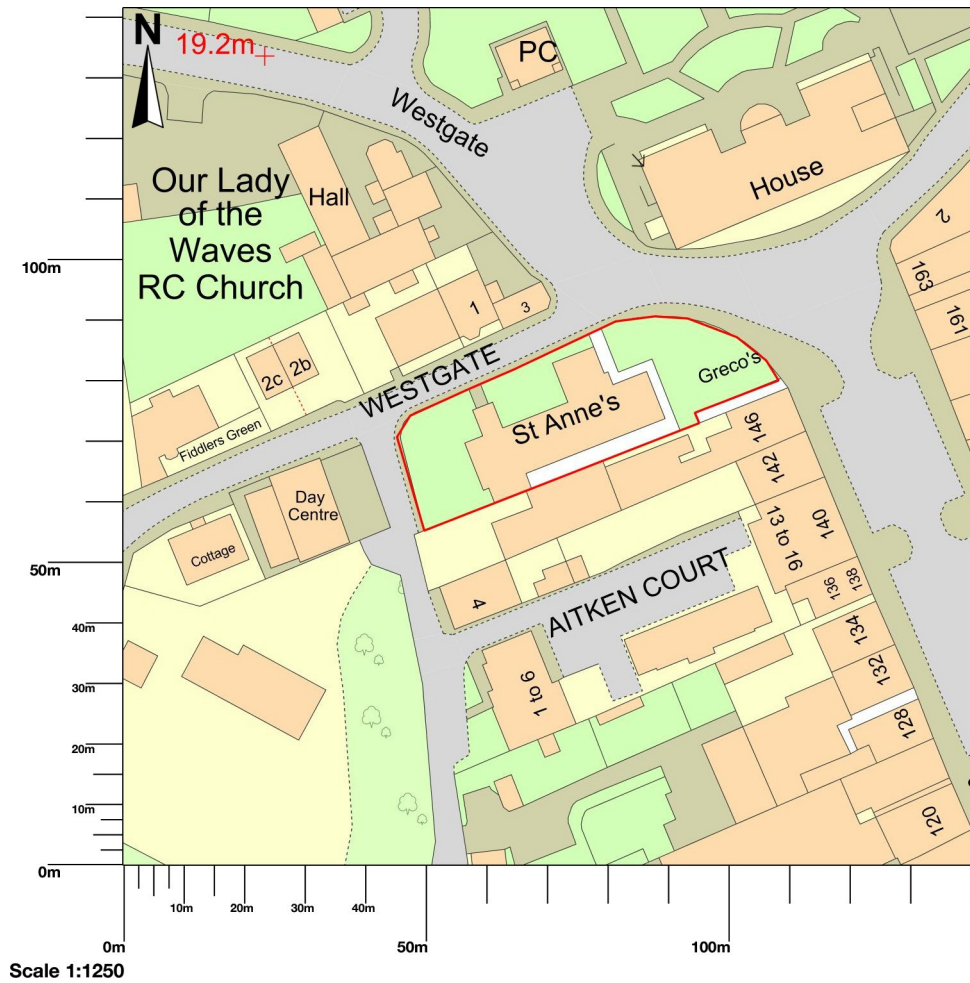 N
19.2m
PC
Westgate
Our Lady
of the
Waves
RC Church
Hall
House
2
193
191
100m
1
3
2c
2b
WESTGATE
Greco's
St Anne's
Fiddlers Green
146
142
Day
Centre
Cottage
13 to 16
140
50m
AITKEN COURT
136
138
4
40m
134
132
30m
1 to 6
128
20m
10m
120
0m
10m
20m
30m
40m
0m
50m
100m
Scale 1:1250